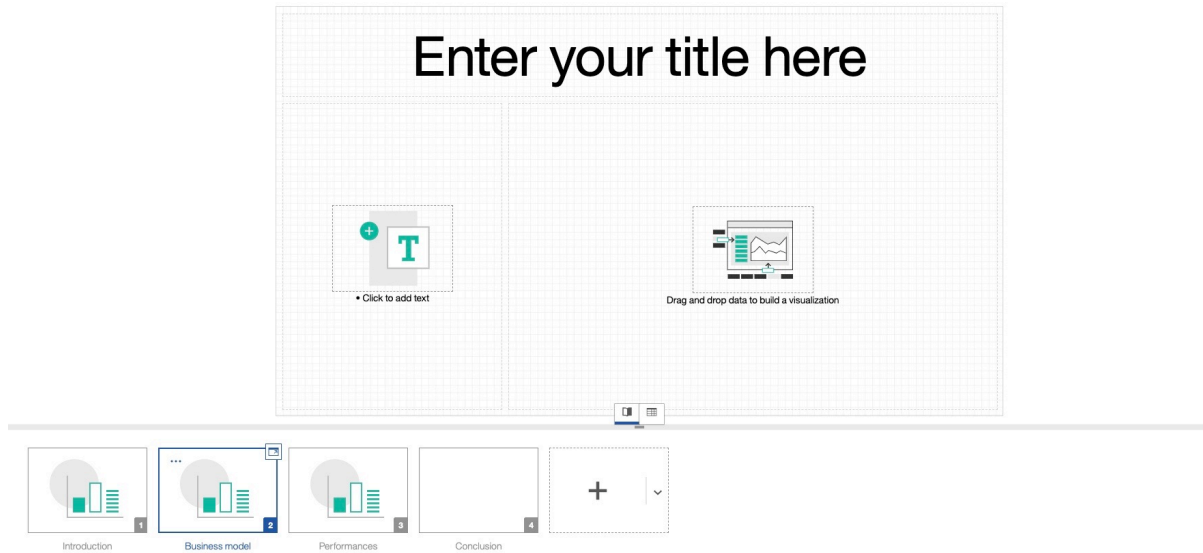 Enter your title here
T
• Click to add text
Drag and drop data to build a visualization
1
2
3
4
Introduction
Business model
Performances
Conclusion